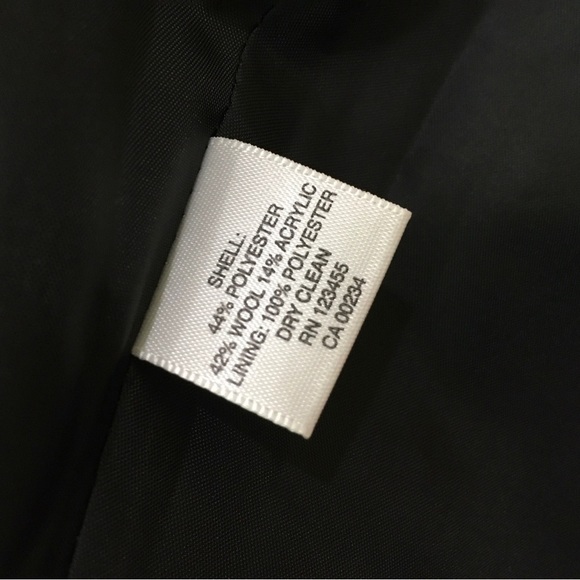 SHELL:
44% POLYESTER
42% WOOL 14% ACRYLIC
LINING: 100% POLYESTER
DRY CLEAN
RN 123455
CA 00234